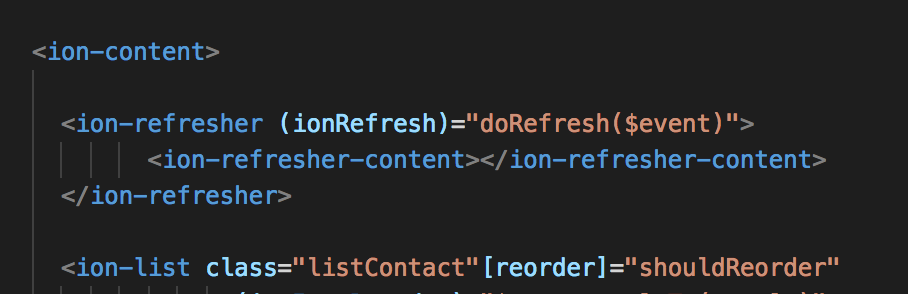 <ion-content>
<ion-refresher (ionRefresh)="doRefresh($event)">
<ion-refresher-content></ion-refresher-content>
</ion-refresher>
<ion-list class="listContact"[reorder]="shouldReorder"